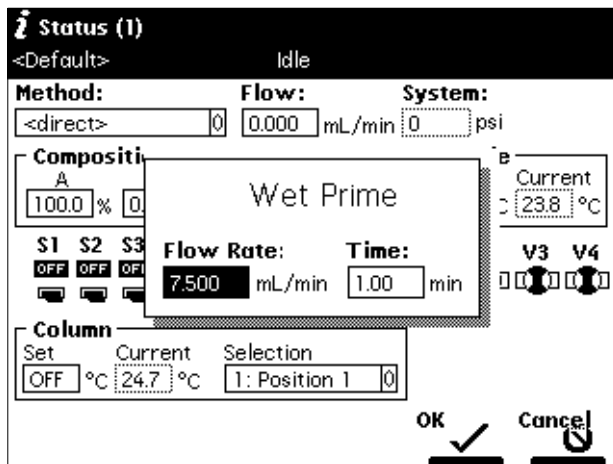 i Status (1)
<Default> Idle
Method: Flow: System:
<direct> 0 0.000 mL/min 0 psi
Compositi e
A Current
100.0 % 0. C 23.8 °C
Wet Prime
S1 S2 S3 V3 V4
OFF OFF OFF
Flow Rate: Time:
7.500 mL/min 1.00 min
Column
Set Current Selection
OFF °C 24.7 °C 1: Position 1 0
OK Cancel